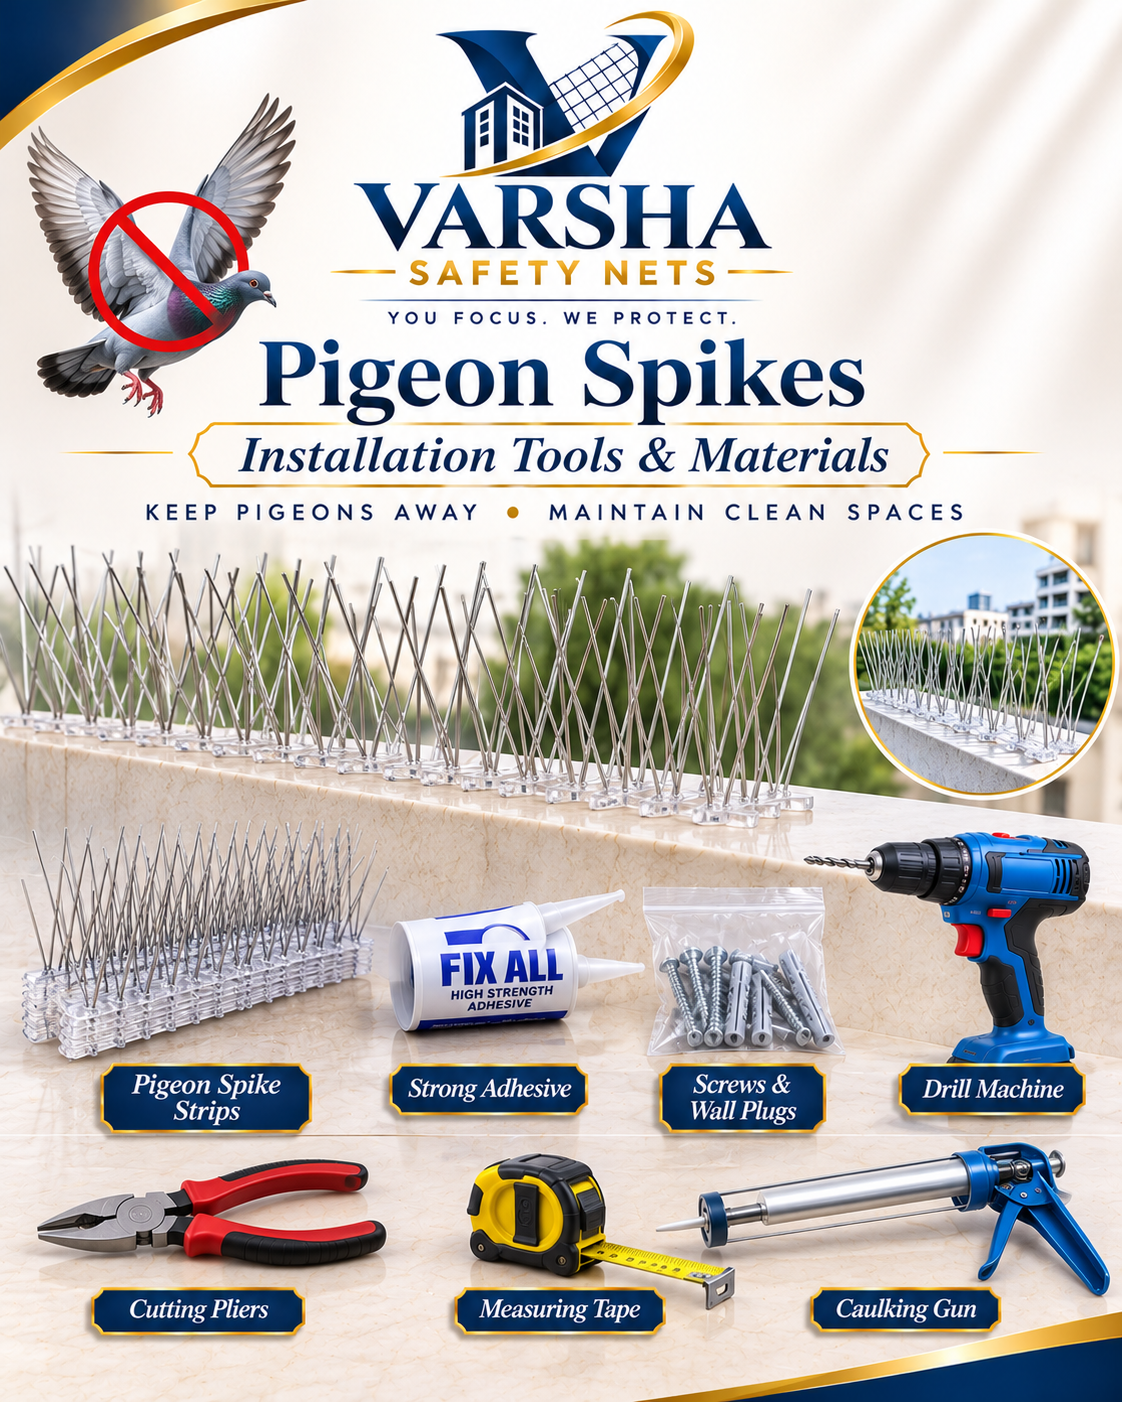 VARSHA
SAFETY NETS
YOU FOCUS. WE PROTECT.
Pigeon Spikes
Installation Tools & Materials
KEEP PIGEONS AWAY • MAINTAIN CLEAN SPACES
FIX ALL
HIGH STRENGTH
ADHESIVE
Pigeon Spike
Strips
Strong Adhesive
Screws &
Wall Plugs
Drill Machine
Cutting Pliers
Measuring Tape
Caulking Gun